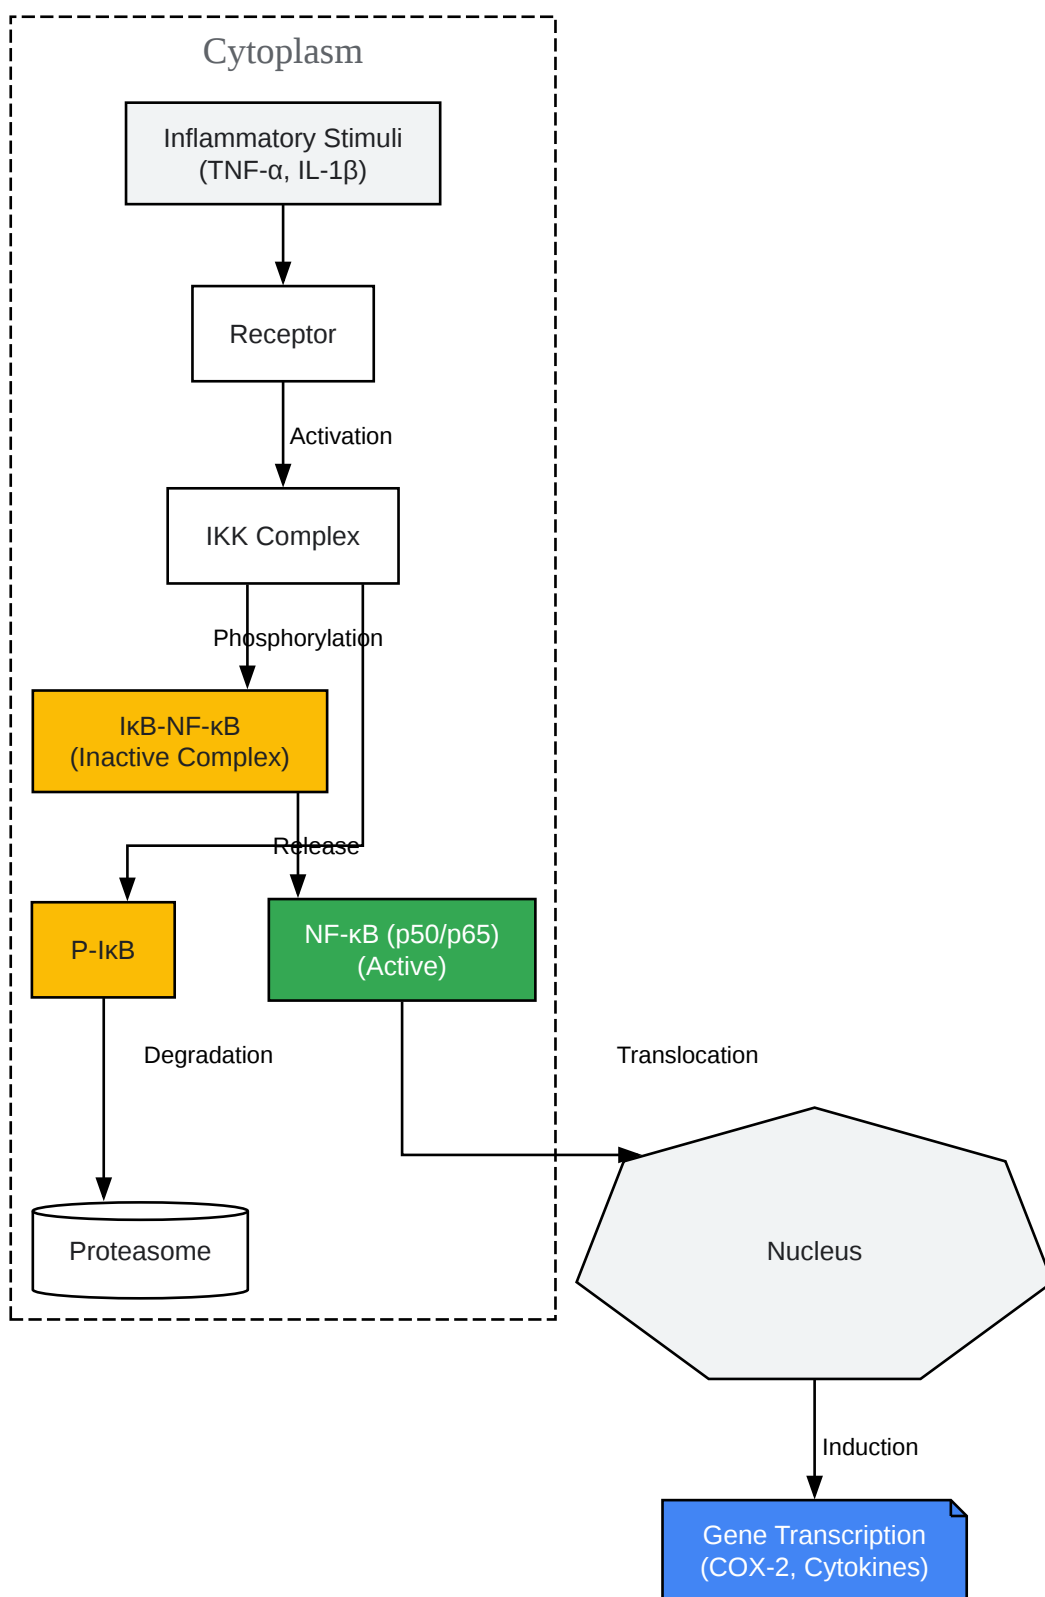 Cytoplasm
Inflammatory Stimuli
(TNF-α, IL-1β)
Receptor
Activation
IKK Complex
Phosphorylation
IκB-NF-κB
(Inactive Complex)
Release
P-IκB
NF-κB (p50/p65)
(Active)
Degradation
Translocation
Proteasome
Nucleus
Induction
Gene Transcription
(COX-2, Cytokines)